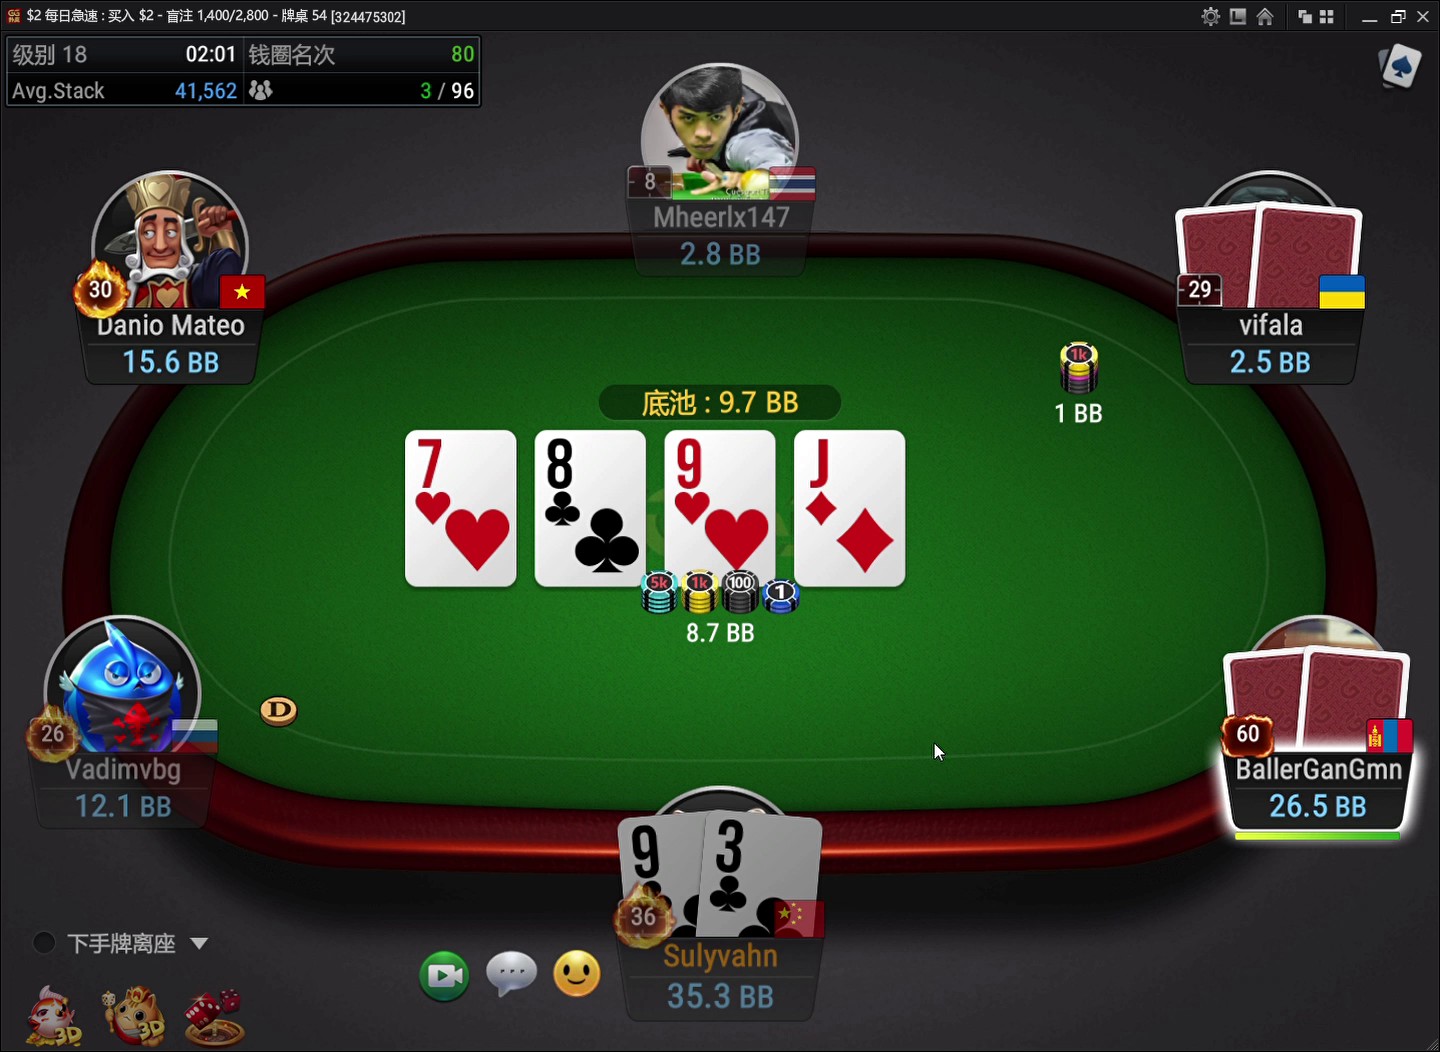 $2 每日急速 : 买入 $2 - 盲注 1,400/2,800 - 牌桌 54 [324475302]
级别 18 02:01 钱圈名次 80
Avg.Stack 41,562 3 / 96
8
Mheerlx147
2.8 BB
30
Danio Mateo
15.6 BB
29
vifala
2.5 BB
1k
1 BB
底池 : 9.7 BB
7 8 9 J
5k 1k 100 1
8.7 BB
26
Vadimvbg
12.1 BB
D
60
BallerGanGmn
26.5 BB
9 3
36
Sulyvahn
35.3 BB
下手牌离座
3D 3D